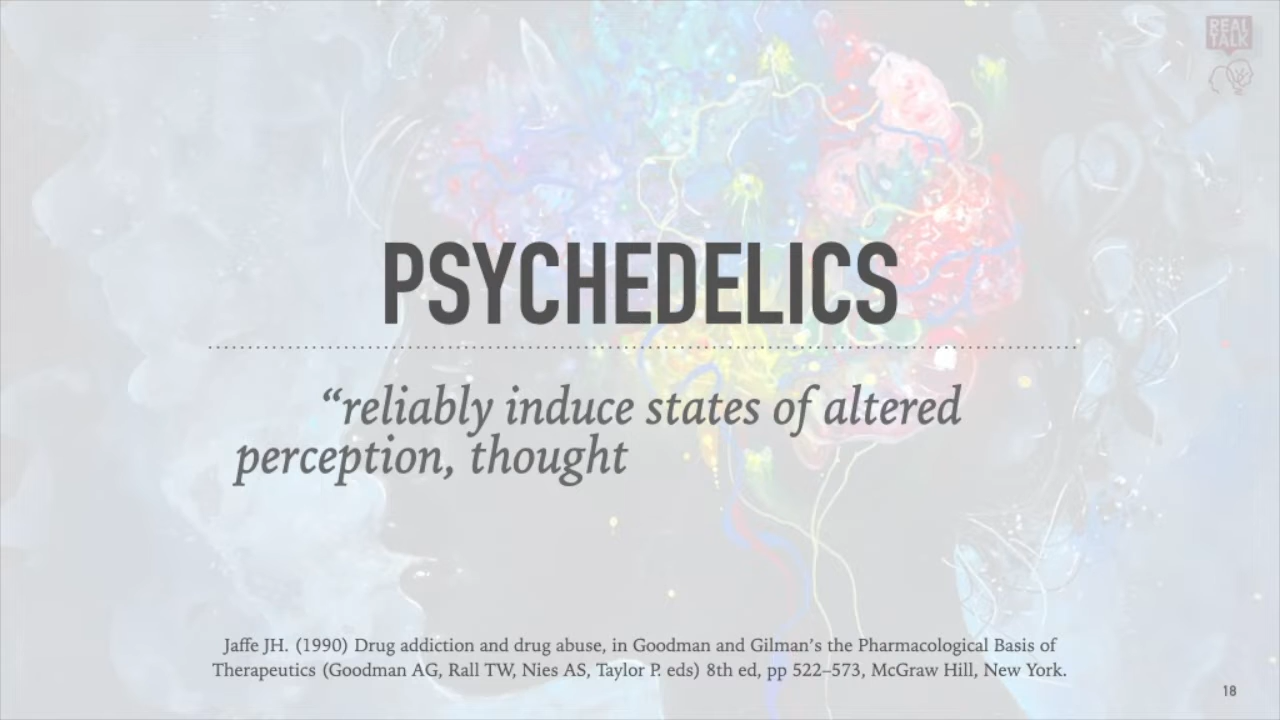 REAL
TALK
PSYCHEDELICS
“reliably induce states of altered
perception, thought
Jaffe JH. (1990) Drug addiction and drug abuse, in Goodman and Gilman’s the Pharmacological Basis of
Therapeutics (Goodman AG, Rall TW, Nies AS, Taylor P. eds) 8th ed, pp 522–573, McGraw Hill, New York.
18